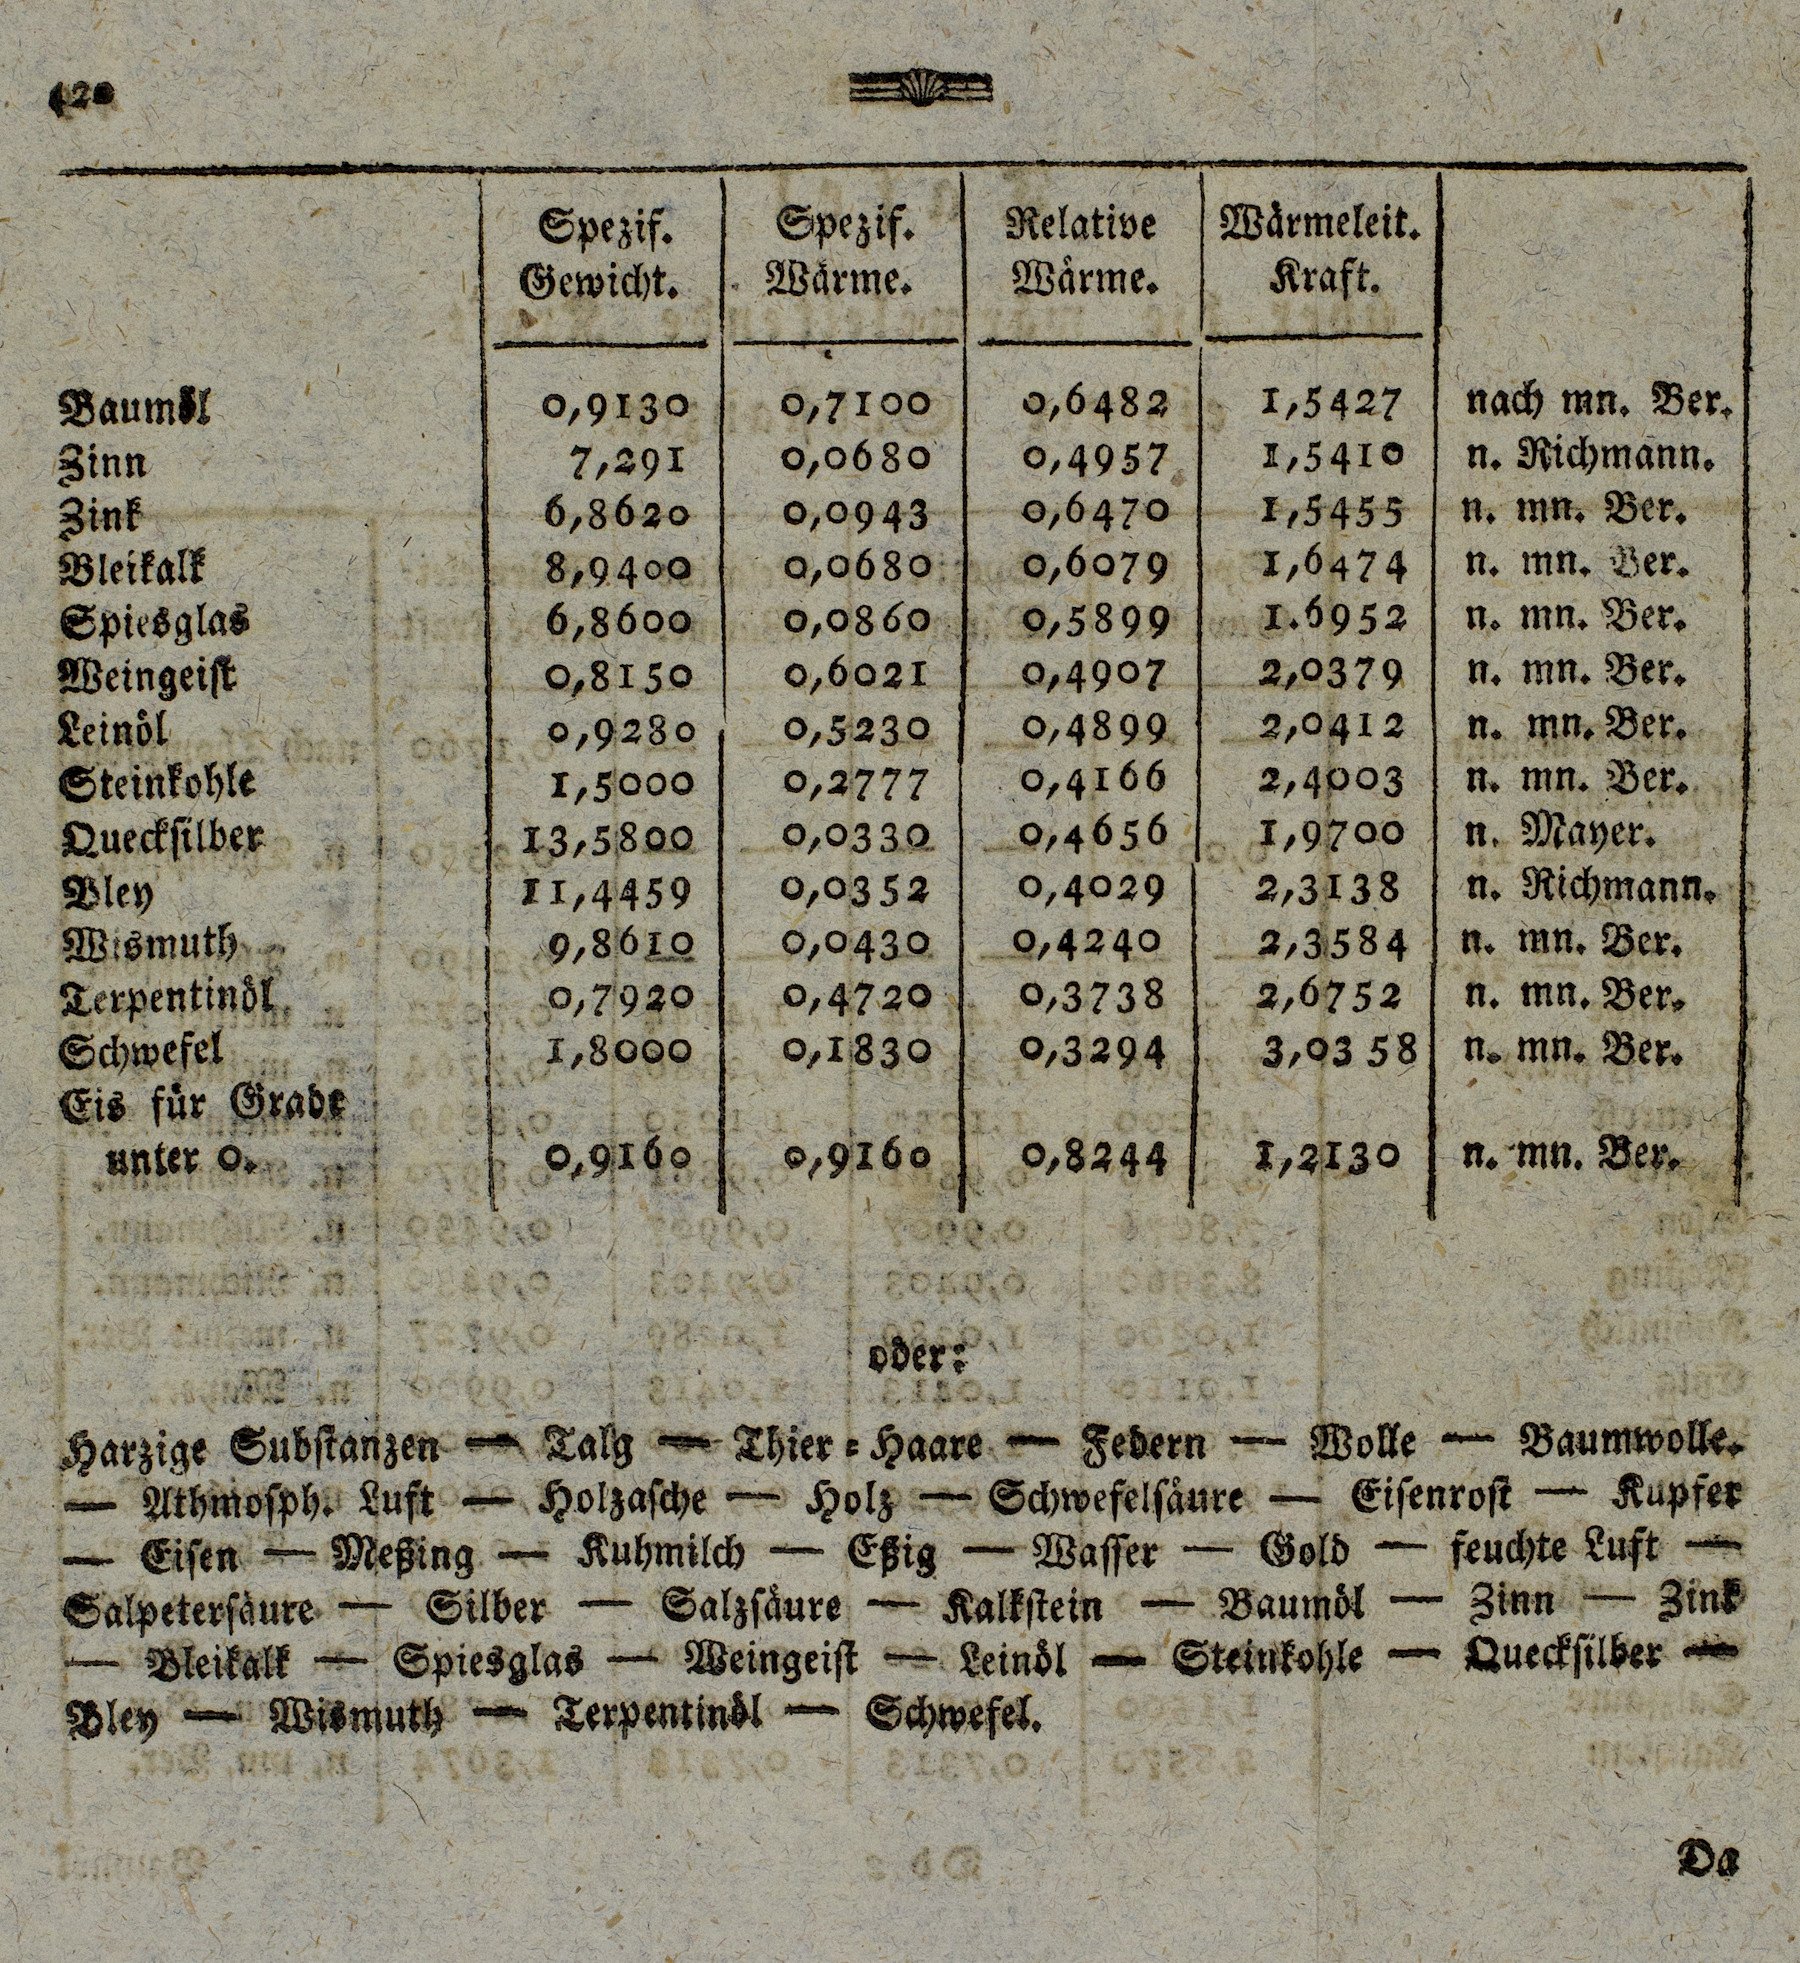 420
Spezif. Gewicht. | Spezif. Wärme. | Relative Wärme. | Wärmeleit. Kraft.
Baumöl 0,9130 0,7100 0,6482 1,5427 nach mn. Ber.
Zinn 7,291 0,0680 0,4957 1,5410 n. Richmann.
Zink 6,8620 0,0943 0,6470 1,5455 n. mn. Ber.
Bleikalk 8,9400 0,0680 0,6079 1,6474 n. mn. Ber.
Spiesglas 6,8600 0,0860 0,5899 1.6952 n. mn. Ber.
Weingeist 0,8150 0,6021 0,4907 2,0379 n. mn. Ber.
Leinöl 0,9280 0,5230 0,4899 2,0412 n. mn. Ber.
Steinkohle 1,5000 0,2777 0,4166 2,4003 n. mn. Ber.
Quecksilber 13,5800 0,0330 0,4656 1,9700 n. Mayer.
Bley 11,4459 0,0352 0,4029 2,3138 n. Richmann.
Wismuth 9,8610 0,0430 0,4240 2,3584 n. mn. Ber.
Terpentinöl 0,7920 0,4720 0,3738 2,6752 n. mn. Ber.
Schwefel 1,8000 0,1830 0,3294 3,0358 n. mn. Ber.
Eis für Grade
unter 0. 0,9160 0,9160 0,8244 1,2130 n. mn. Ber.
oder:
Harzige Substanzen — Talg — Thier=Haare — Federn — Wolle — Baumwolle.
— Athmosph. Luft — Holzasche — Holz — Schwefelsäure — Eisenrost — Kupfer
— Eisen — Meßing — Kuhmilch — Eßig — Wasser — Gold — feuchte Luft —
Salpetersäure — Silber — Salzsäure — Kalkstein — Baumöl — Zinn — Zink
— Bleikalk — Spiesglas — Weingeist — Leinöl — Steinkohle — Quecksilber —
Bley — Wismuth — Terpentinöl — Schwefel.
Da